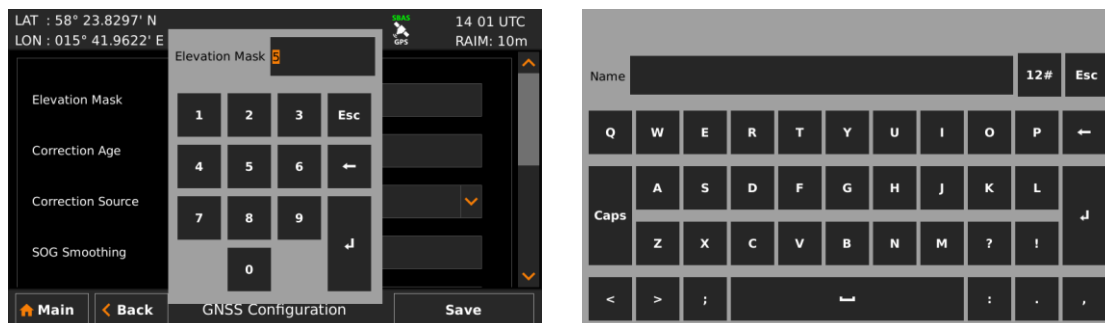 LAT : 58° 23.8297' N
LON : 015° 41.9622' E
SBAS
GPS
14 01 UTC
RAIM: 10m
Elevation Mask 5
Elevation Mask
Correction Age
Correction Source
SOG Smoothing
1 2 3 Esc
4 5 6 ←
7 8 9 ↲
0
Main
< Back
GNSS Configuration
Save
Name
12# Esc
Q W E R T Y U I O P ←
Caps
A S D F G H J K L
↲
Z X C V B N M ? !
< > ; : . ,